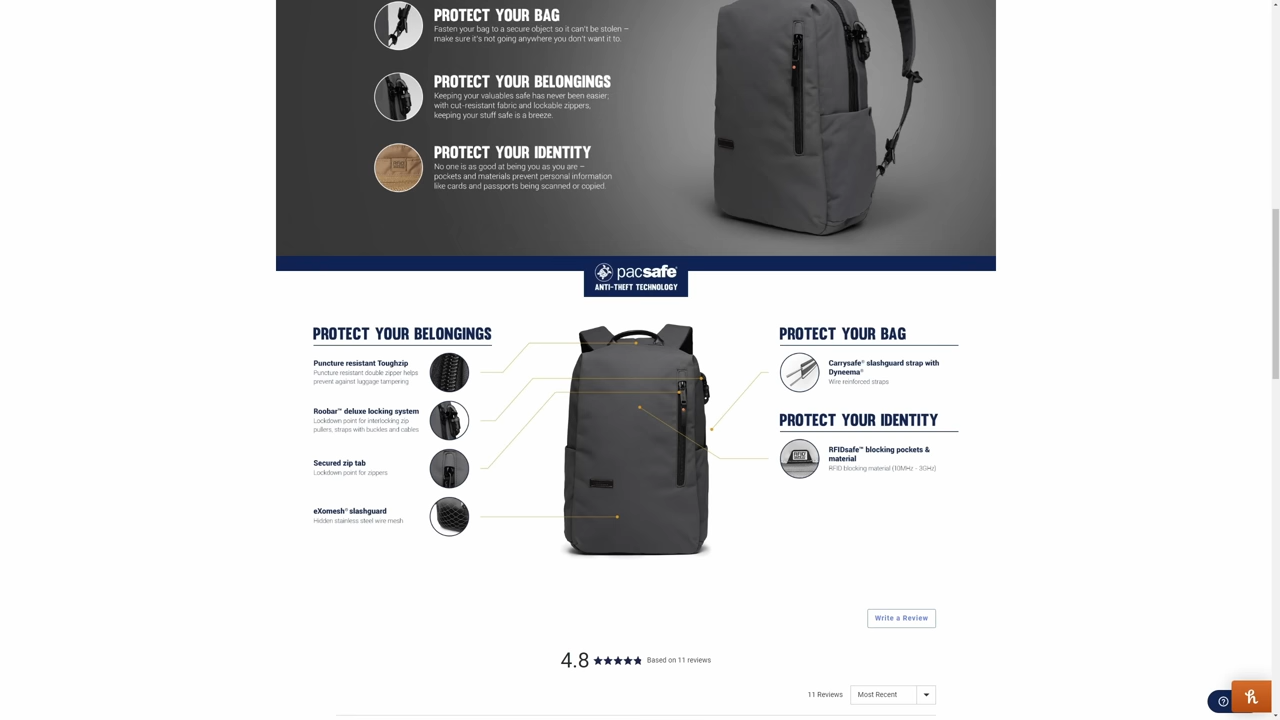 PROTECT YOUR BAG
Fasten your bag to a secure object so it can't be stolen –
make sure it's not going anywhere you don't want it to.
PROTECT YOUR BELONGINGS
Keeping your valuables safe has never been easier;
with cut-resistant fabric and lockable zippers,
keeping your stuff safe is a breeze.
PROTECT YOUR IDENTITY
No one is as good at being you as you are –
pockets and materials prevent personal information
like cards and passports being scanned or copied.
pacsafe
ANTI-THEFT TECHNOLOGY
PROTECT YOUR BELONGINGS
Puncture resistant Toughzip
Puncture resistant double zipper helps
prevent against luggage tampering
Roobar™ deluxe locking system
Lockdown point for interlocking zip
pullers, straps with buckles and cables
Secured zip tab
Lockdown point for zippers
eXomesh® slashguard
Hidden stainless steel wire mesh
PROTECT YOUR BAG
Carrysafe® slashguard strap with
Dyneema®
Wire reinforced straps
PROTECT YOUR IDENTITY
RFIDsafe™ blocking pockets &
material
RFID blocking material (10MHz - 3GHz)
Write a Review
4.8
Based on 11 reviews
11 Reviews
Most Recent